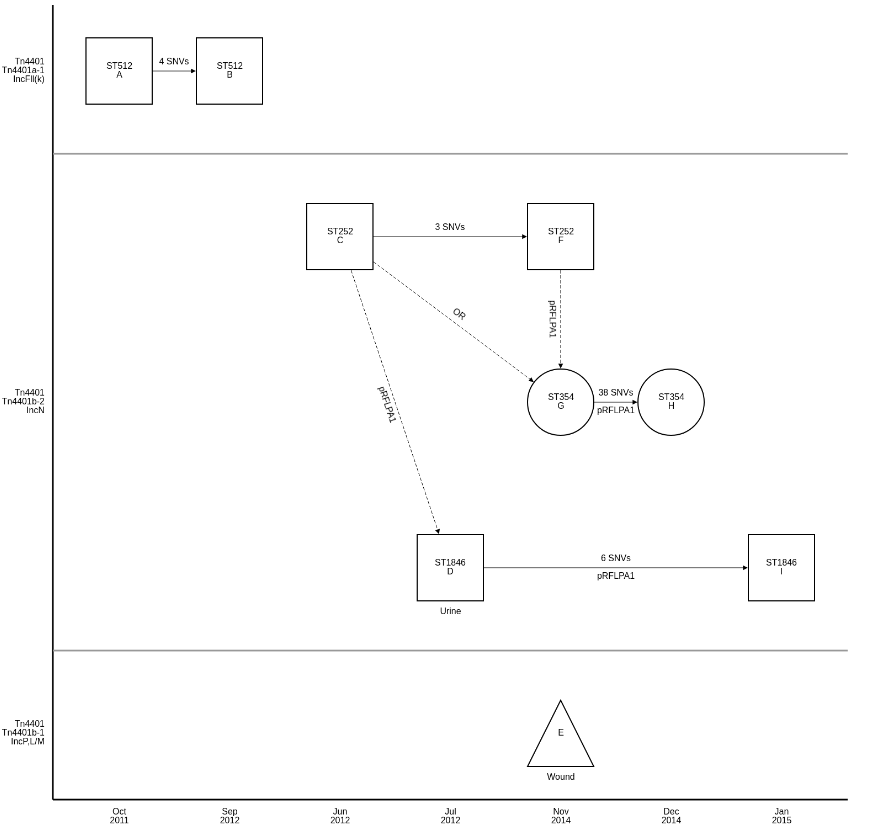 Tn4401
Tn4401a-1
IncFII(k)
ST512
A
4 SNVs
ST512
B
ST252
C
3 SNVs
ST252
F
OR
pRFLPA1
pRFLPA1
Tn4401
Tn4401b-2
IncN
ST354
G
38 SNVs
pRFLPA1
ST354
H
ST1846
D
Urine
6 SNVs
pRFLPA1
ST1846
I
Tn4401
Tn4401b-1
IncP,L/M
E
Wound
Oct
2011
Sep
2012
Jun
2012
Jul
2012
Nov
2014
Dec
2014
Jan
2015